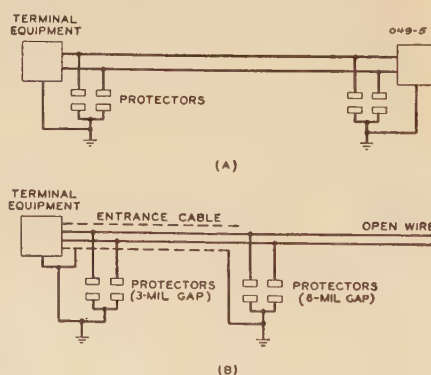 TERMINAL
EQUIPMENT
049-5
PROTECTORS
(A)
TERMINAL
EQUIPMENT
ENTRANCE CABLE
OPEN WIRE
PROTECTORS
(3-MIL GAP)
PROTECTORS
(6-MIL GAP)
(B)